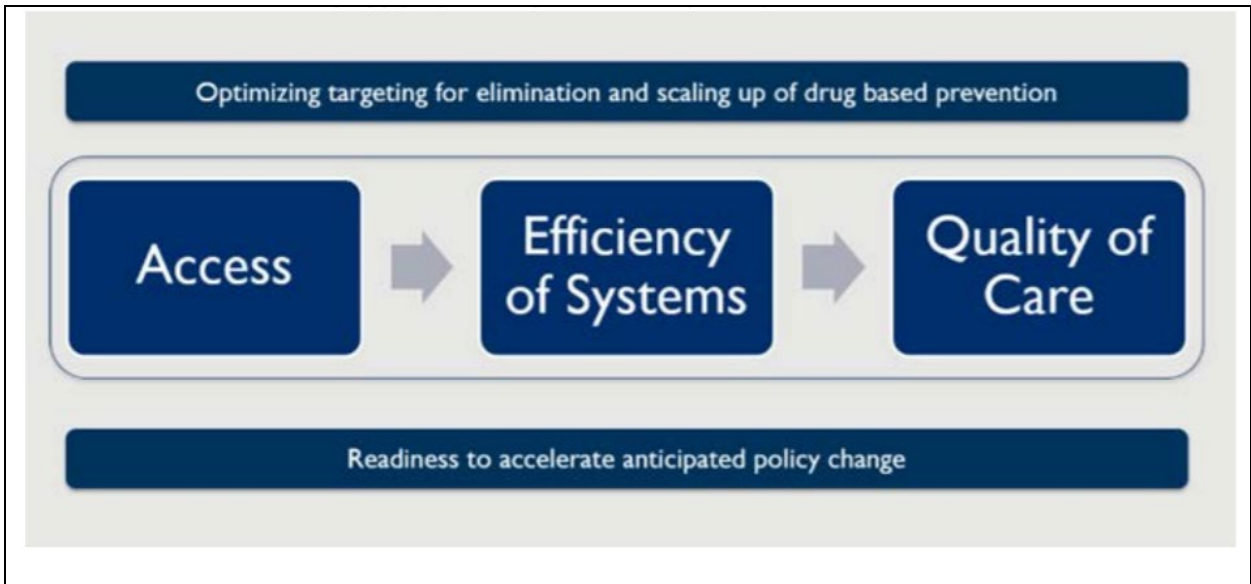 Optimizing targeting for elimination and scaling up of drug based prevention
Access
Efficiency
of Systems
Quality of
Care
Readiness to accelerate anticipated policy change